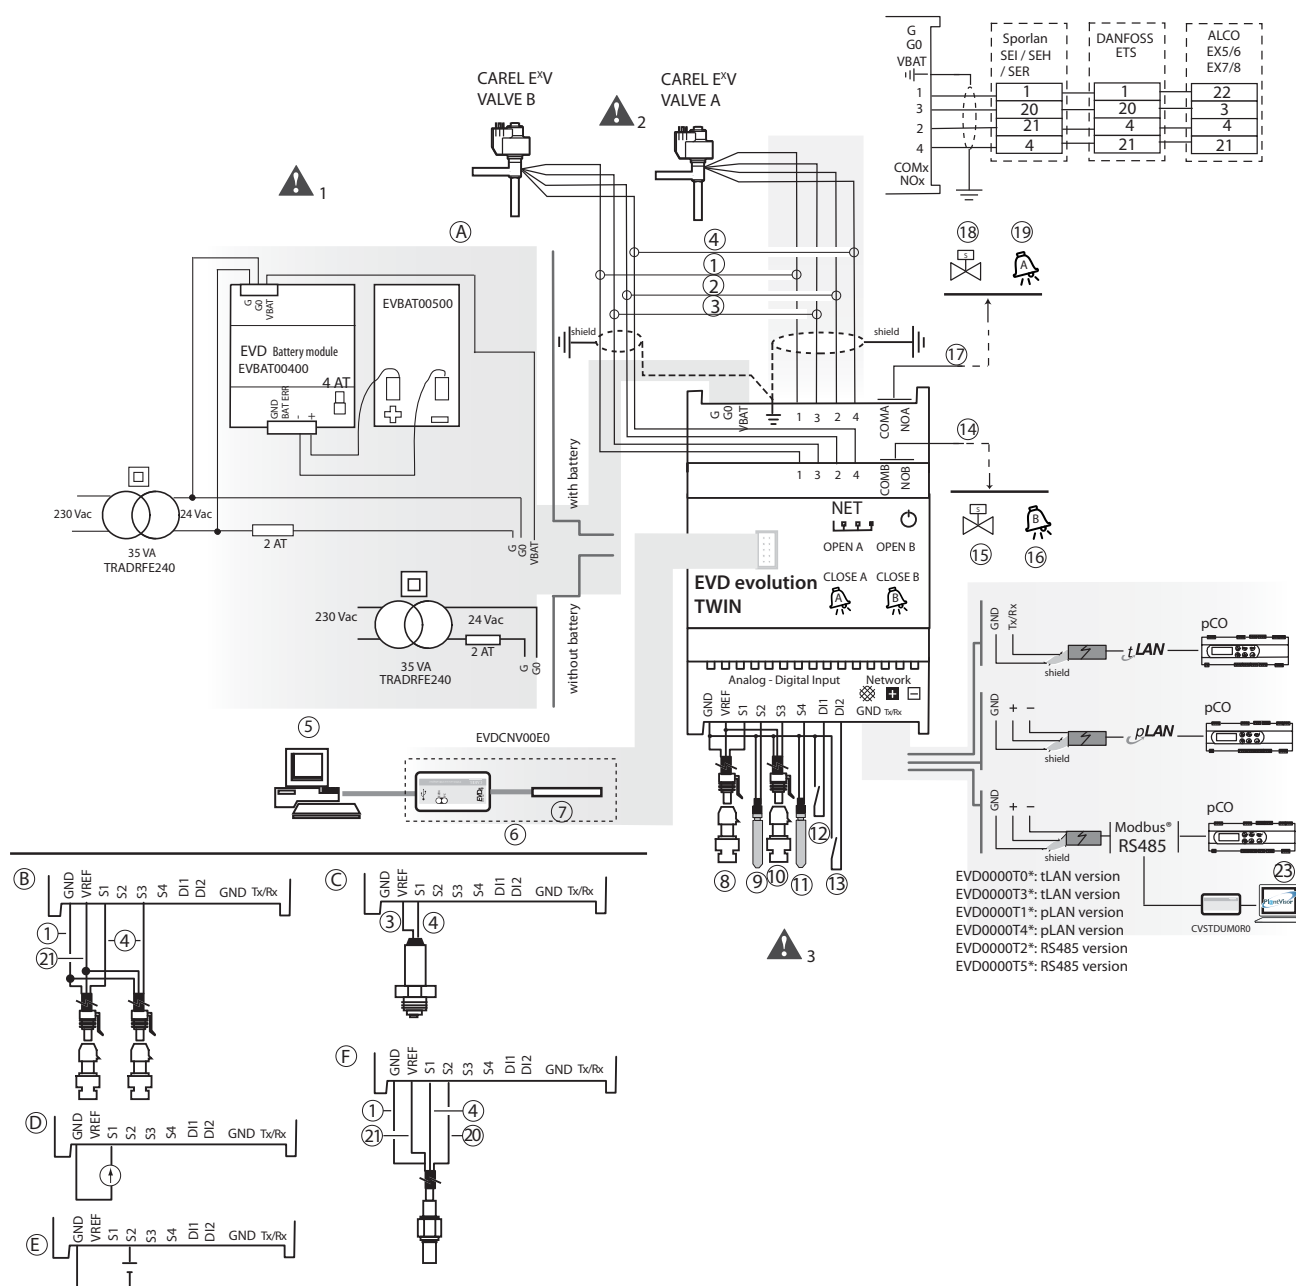 CAREL EˣV
VALVE B
CAREL EˣV
VALVE A
G
G0
VBAT
1
3
2
4
COMx
NOx
Sporlan
SEI / SEH
/ SER
1
20
21
4
DANFOSS
ETS
1
20
4
21
ALCO
EX5/6
EX7/8
22
3
4
21
1
2
A
G
G0
VBAT
EVD Battery module
EVBAT00400
4 AT
GND
BAT ERR
-
+
EVBAT00500
230 Vac
24 Vac
35 VA
TRADRFE240
2 AT
G
G0
VBAT
with battery
230 Vac
24 Vac
2 AT
35 VA
TRADRFE240
G
G0
without battery
4
1
2
3
shield
shield
18
S
19
A
17
14
15
S
16
B
G
G0
VBAT
1 3 2 4
COMA
NOA
1 3 2 4
COMB
NOB
NET
OPEN A OPEN B
CLOSE A CLOSE B
A
B
EVD evolution
TWIN
Analog - Digital Input Network
GND
VREF
S1
S2
S3
S4
DI1
DI2
GND Tx/Rx
8
9
10
11
12
13
3
5
EVDCNV00E0
EVD4
6
7
GND
Tx/Rx
shield
tLAN
pCO
GND
+
−
shield
pLAN
pCO
GND
+
−
shield
Modbus®
RS485
pCO
CVSTDUM0R0
PlantVisor
23
EVD0000T0*: tLAN version
EVD0000T3*: tLAN version
EVD0000T1*: pLAN version
EVD0000T4*: pLAN version
EVD0000T2*: RS485 version
EVD0000T5*: RS485 version
B
GND
VREF
S1
S2
S3
S4
DI1
DI2
GND Tx/Rx
1
21
4
C
GND
VREF
S1
S2
S3
S4
DI1
DI2
GND Tx/Rx
3
4
D
GND
VREF
S1
S2
S3
S4
DI1
DI2
GND Tx/Rx
E
GND
VREF
S1
S2
S3
S4
DI1
DI2
GND Tx/Rx
F
GND
VREF
S1
S2
S3
S4
DI1
DI2
GND Tx/Rx
1
21
4
20